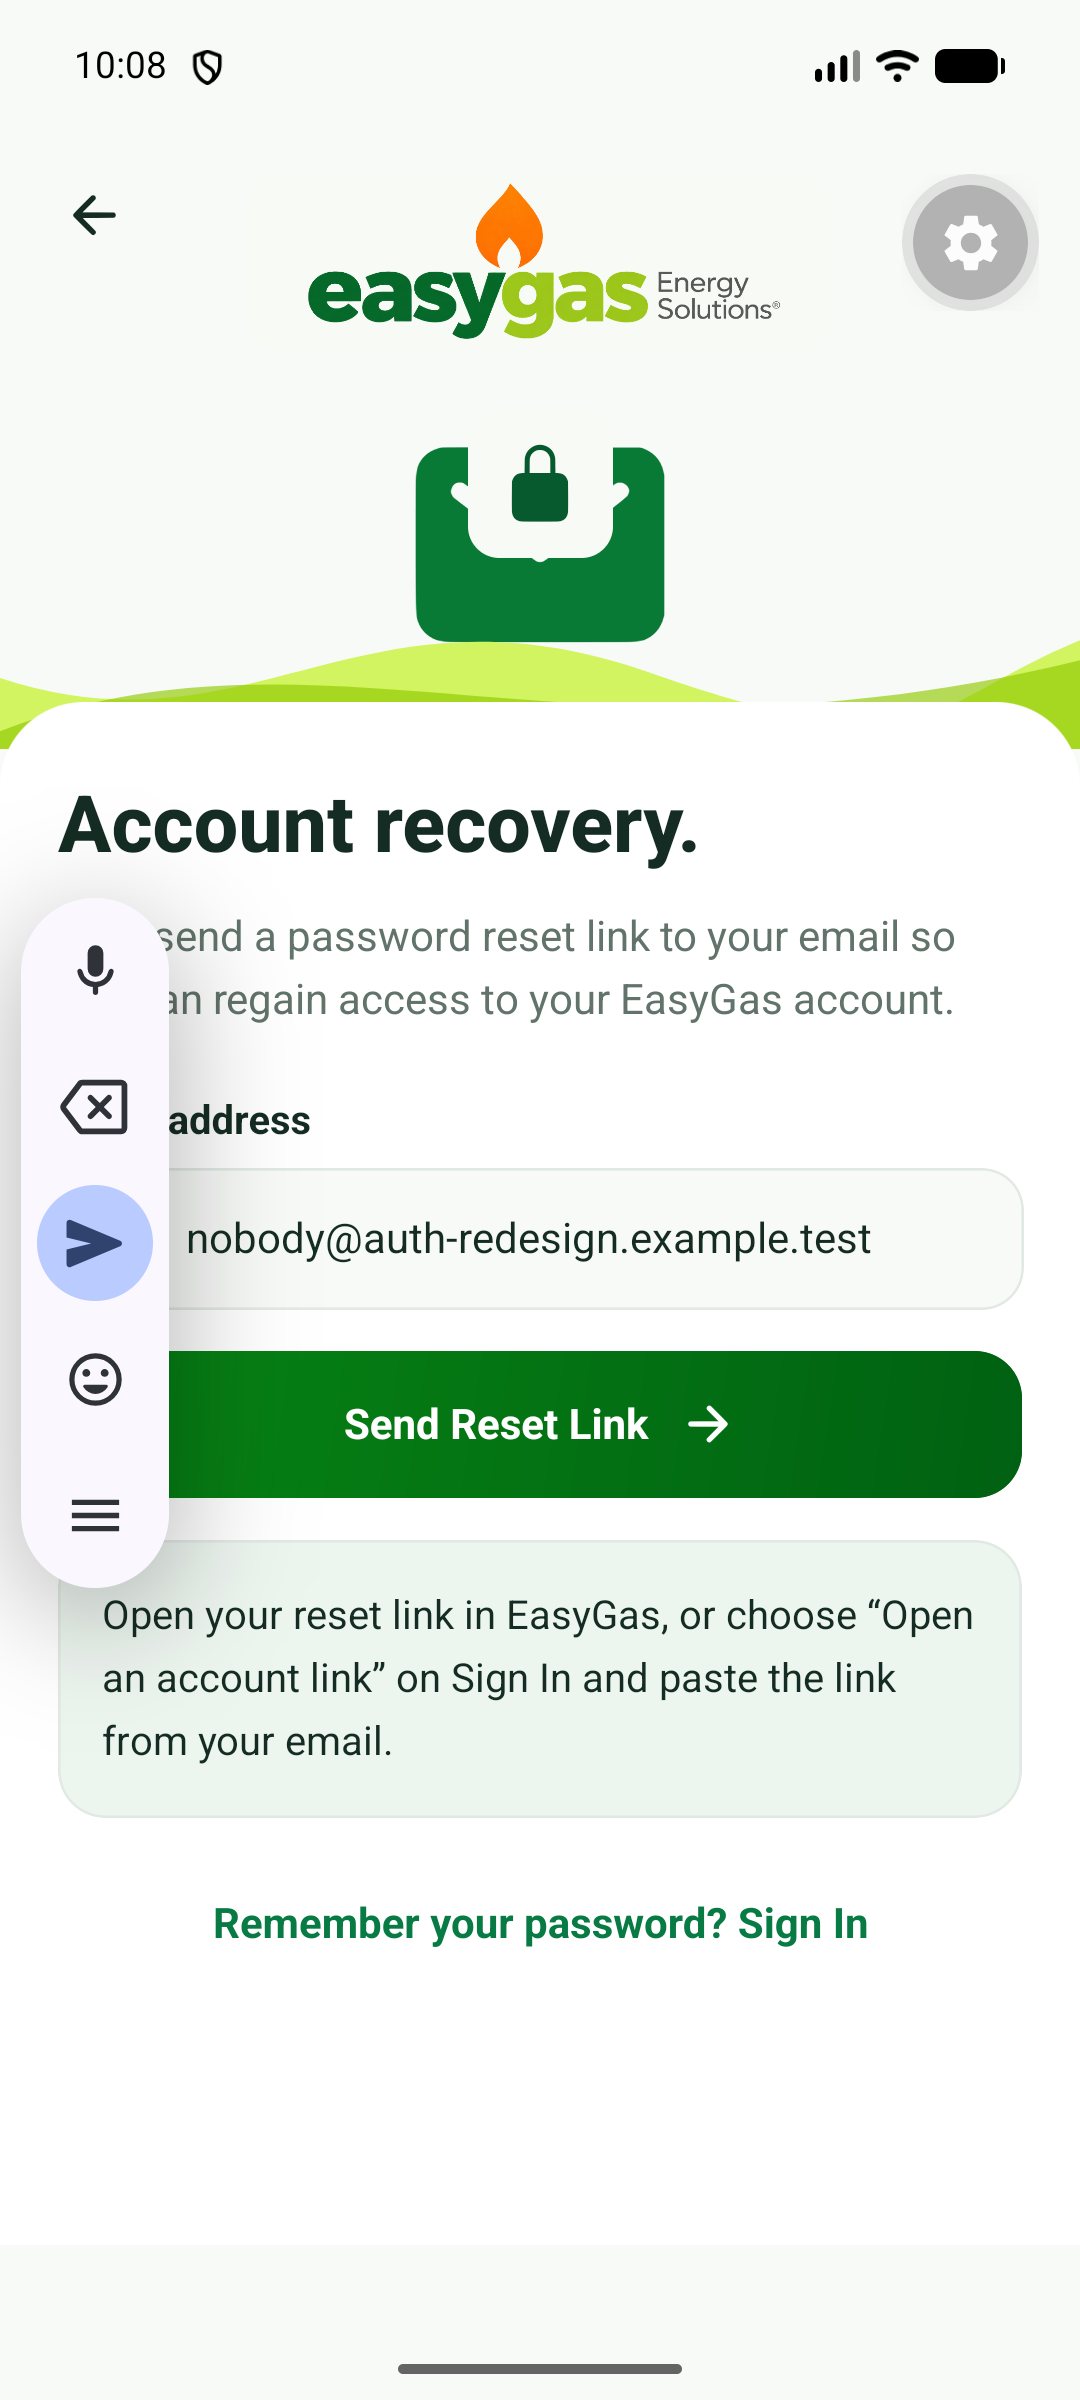 10:08
easygas Energy Solutions®
Account recovery.
send a password reset link to your email so
an regain access to your EasyGas account.
address
nobody@auth-redesign.example.test
Send Reset Link
Open your reset link in EasyGas, or choose “Open
an account link” on Sign In and paste the link
from your email.
Remember your password? Sign In